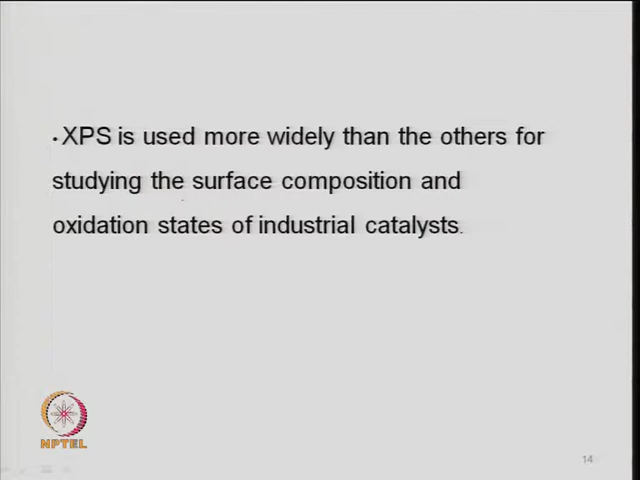 • XPS is used more widely than the others for
studying the surface composition and
oxidation states of industrial catalysts.
NPTEL
14